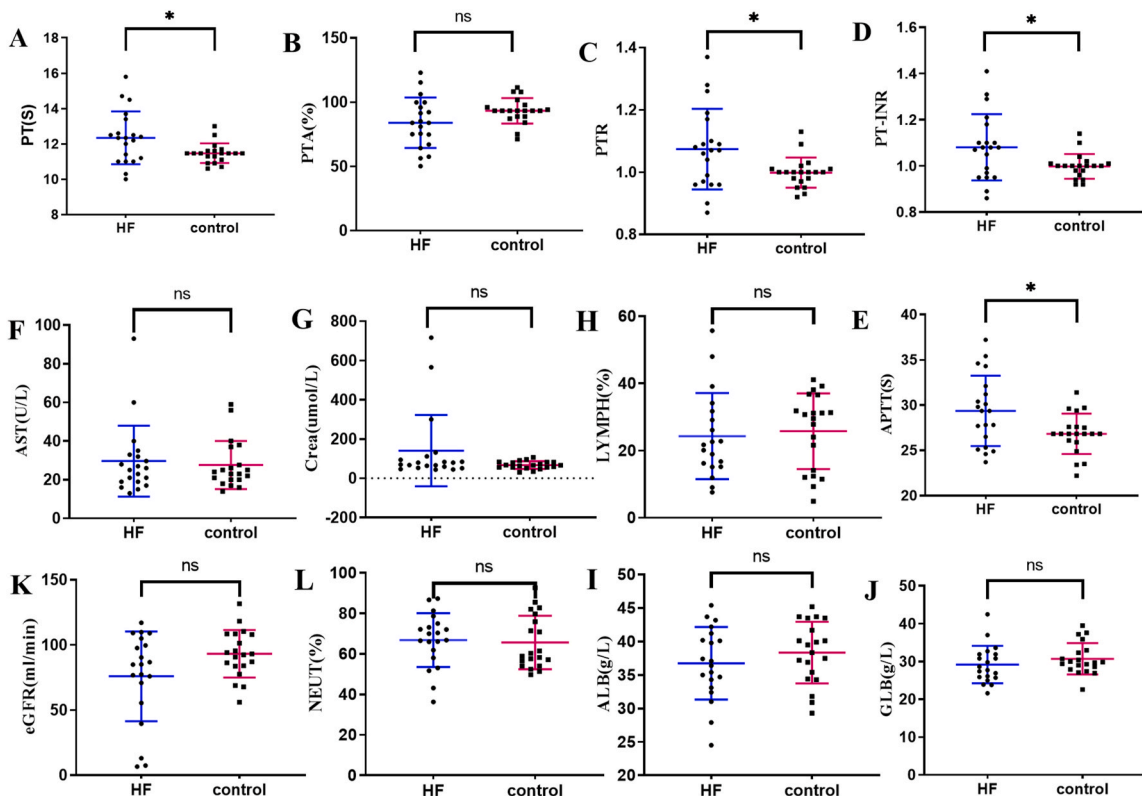 A
PT(S)
16
14
12
10
8
*
HF
control
B
PTA(%)
150
100
50
0
ns
HF
control
C
PTR
1.4
1.2
1.0
0.8
*
HF
control
D
PT-INR
1.6
1.4
1.2
1.0
0.8
*
HF
control
F
AST(U/L)
100
80
60
40
20
0
ns
HF
control
G
Crea(umol/L)
800
600
400
200
0
-200
ns
HF
control
H
LYMPH(%)
60
40
20
0
ns
HF
control
E
APTT(S)
40
35
30
25
20
*
HF
control
K
eGFR(ml/min)
150
100
50
0
ns
HF
control
L
NEUT(%)
100
80
60
40
20
0
ns
HF
control
I
ALB(g/L)
50
45
40
35
30
25
20
ns
HF
control
J
GLB(g/L)
50
40
30
20
10
0
ns
HF
control